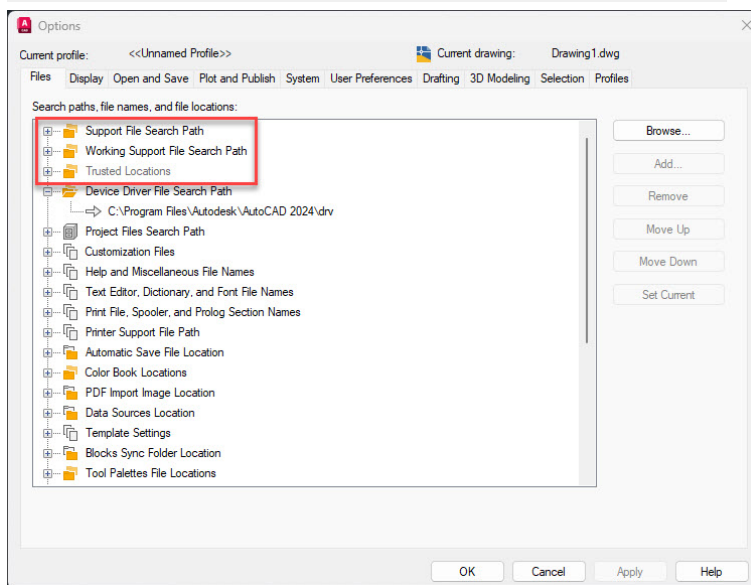 Options
Current profile: <<Unnamed Profile>> Current drawing: Drawing1.dwg
Files Display Open and Save Plot and Publish System User Preferences Drafting 3D Modeling Selection Profiles
Search paths, file names, and file locations:
Support File Search Path
Working Support File Search Path
Trusted Locations
Device Driver File Search Path
C:\Program Files\Autodesk\AutoCAD 2024\drv
Project Files Search Path
Customization Files
Help and Miscellaneous File Names
Text Editor, Dictionary, and Font File Names
Print File, Spooler, and Prolog Section Names
Printer Support File Path
Automatic Save File Location
Color Book Locations
PDF Import Image Location
Data Sources Location
Template Settings
Blocks Sync Folder Location
Tool Palettes File Locations
Browse...
Add...
Remove
Move Up
Move Down
Set Current
OK Cancel Apply Help